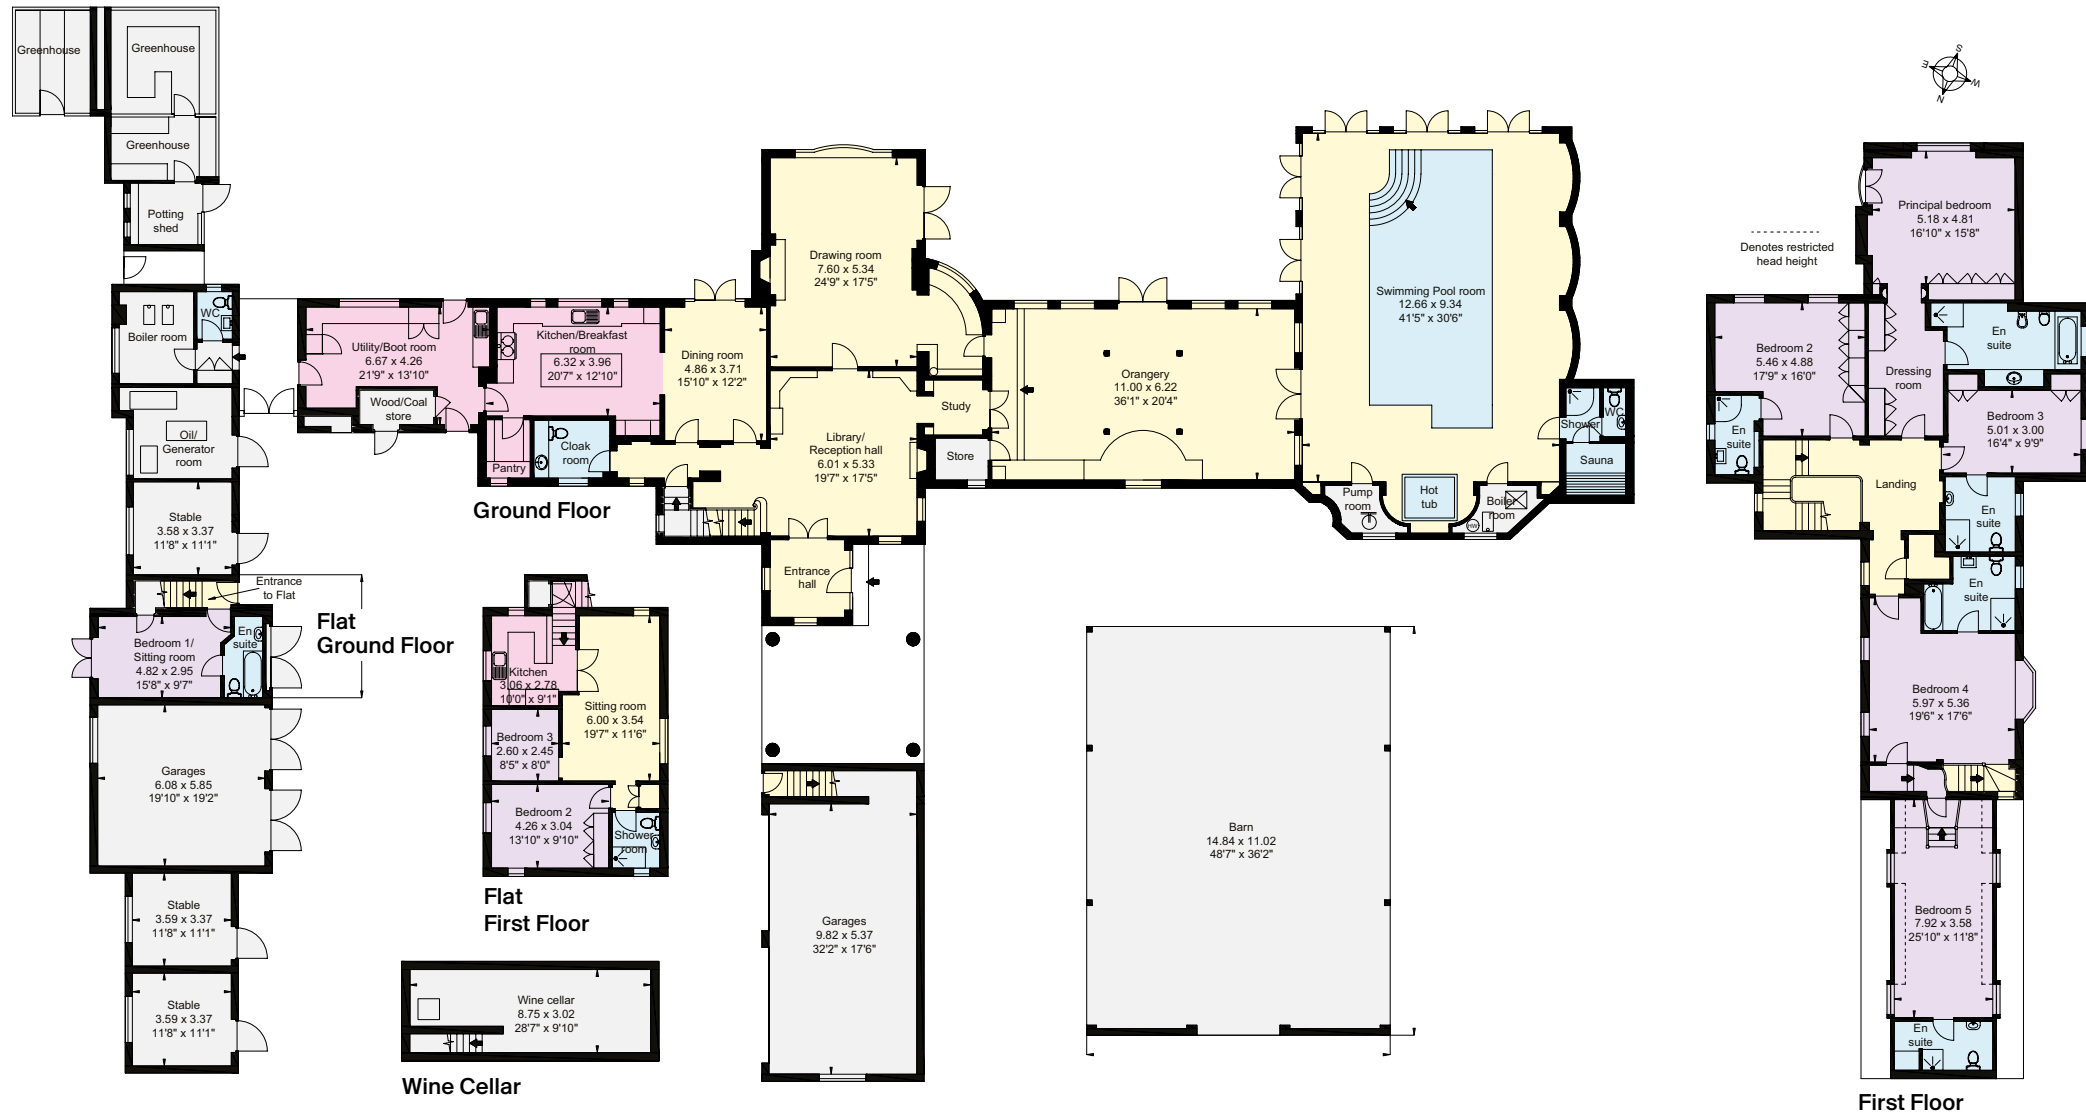 Greenhouse
Greenhouse
Greenhouse
Potting
shed
WC
Boiler room
Oil/
Generator
room
Stable
3.58 x 3.37
11'8" x 11'1"
Entrance
to Flat
Flat
Ground Floor
Bedroom 1/
Sitting room
4.82 x 2.95
15'8" x 9'7"
En
suite
Garages
6.08 x 5.85
19'10" x 19'2"
Stable
3.59 x 3.37
11'8" x 11'1"
Stable
3.59 x 3.37
11'8" x 11'1"
Utility/Boot room
6.67 x 4.26
21'9" x 13'10"
Wood/Coal
store
Kitchen/Breakfast
room
6.32 x 3.96
20'7" x 12'10"
Pantry
Cloak
room
Dining room
4.86 x 3.71
15'10" x 12'2"
Drawing room
7.60 x 5.34
24'9" x 17'5"
Library/
Reception hall
6.01 x 5.33
19'7" x 17'5"
Study
Store
Entrance
hall
Ground Floor
Orangery
11.00 x 6.22
36'1" x 20'4"
Swimming Pool room
12.66 x 9.34
41'5" x 30'6"
WC
Shower
Sauna
Pump
room
Hot
tub
Boiler
room
HW
Kitchen
3.06 x 2.78
10'0" x 9'1"
Sitting room
6.00 x 3.54
19'7" x 11'6"
Bedroom 3
2.60 x 2.45
8'5" x 8'0"
Bedroom 2
4.26 x 3.04
13'10" x 9'10"
Shower
room
Flat
First Floor
Wine cellar
8.75 x 3.02
28'7" x 9'10"
Wine Cellar
Garages
9.82 x 5.37
32'2" x 17'6"
Barn
14.84 x 11.02
48'7" x 36'2"
S
E
W
N
Denotes restricted
head height
Principal bedroom
5.18 x 4.81
16'10" x 15'8"
Bedroom 2
5.46 x 4.88
17'9" x 16'0"
En
suite
Dressing
room
En
suite
Bedroom 3
5.01 x 3.00
16'4" x 9'9"
Landing
En
suite
En
suite
Bedroom 4
5.97 x 5.36
19'6" x 17'6"
Bedroom 5
7.92 x 3.58
25'10" x 11'8"
En
suite
First Floor